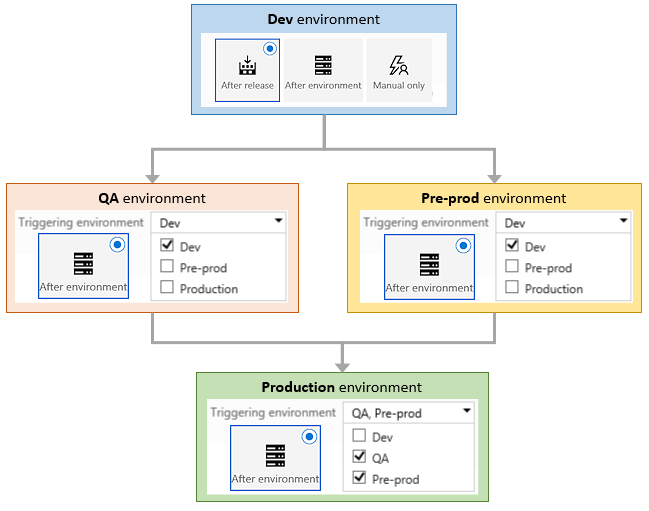 Dev environment
After release
After environment
Manual only
QA environment
Triggering environment
Dev
After environment
Dev
Pre-prod
Production
Pre-prod environment
Triggering environment
Dev
After environment
Dev
Pre-prod
Production
Production environment
Triggering environment
QA, Pre-prod
After environment
Dev
QA
Pre-prod